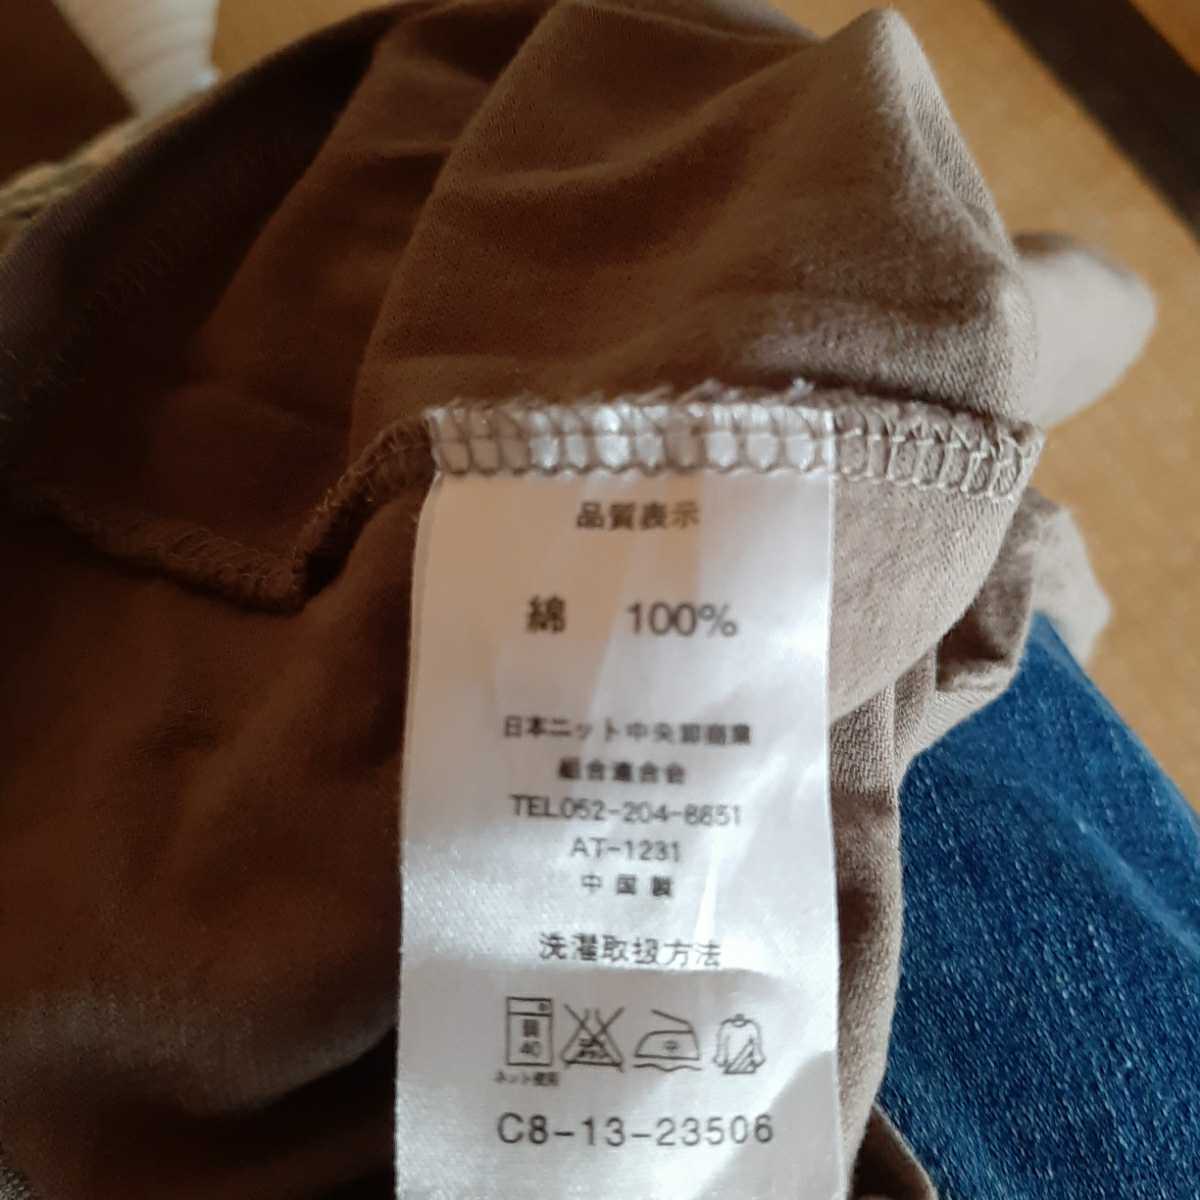 品質表示
綿 100%
日本ニット中央卸商業
組合連合会
TEL052-204-8851
AT-1231
中国製
洗濯取扱方法
弱
40
中
ネット使用
C8-13-23506